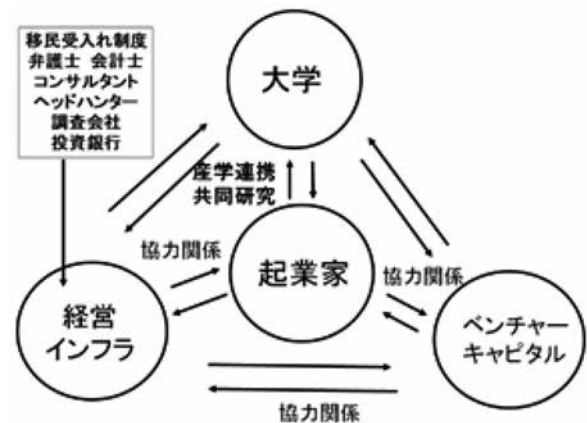 移民受入れ制度
弁護士 会計士
コンサルタント
ヘッドハンター
調査会社
投資銀行
大学
産学連携
共同研究
協力関係
起業家
協力関係
経営
インフラ
ベンチャー
キャピタル
協力関係